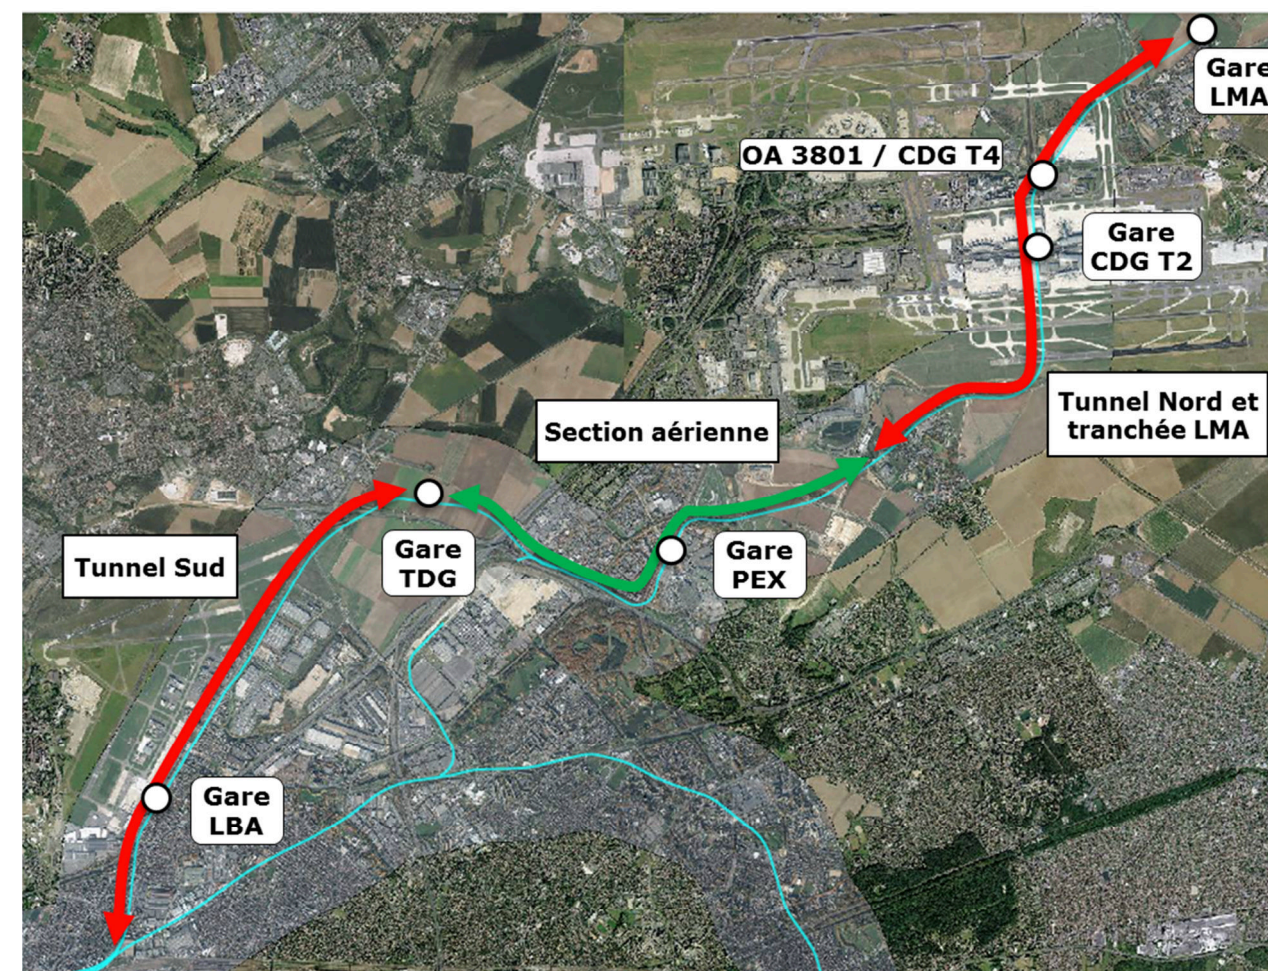 Gare
LMA
OA 3801 / CDG T4
Gare
CDG T2
Tunnel Nord et
tranchée LMA
Section aérienne
Gare
TDG
Gare
PEX
Tunnel Sud
Gare
LBA